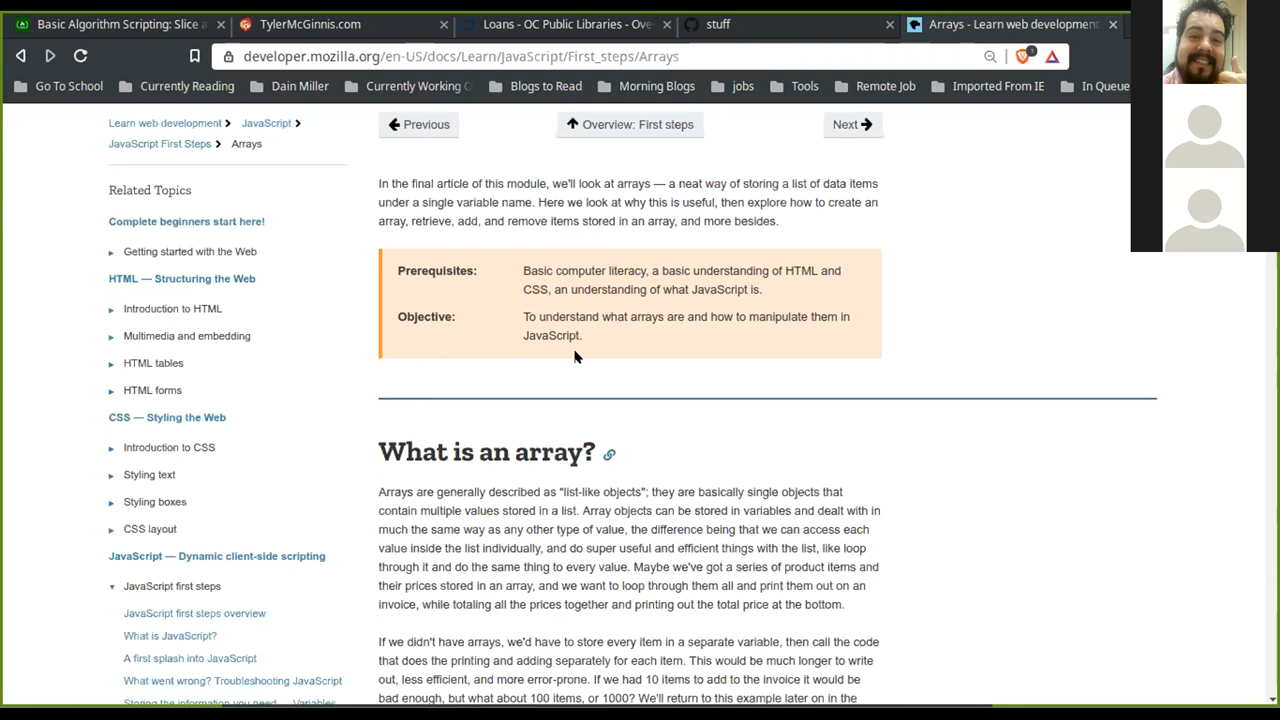 Basic Algorithm Scripting: Slice a
TylerMcGinnis.com
Loans - OC Public Libraries - Ove
stuff
Arrays - Learn web development
developer.mozilla.org/en-US/docs/Learn/JavaScript/First_steps/Arrays
Go To School
Currently Reading
Dain Miller
Currently Working O
Blogs to Read
Morning Blogs
jobs
Tools
Remote Job
Imported From IE
In Queue
Learn web development
JavaScript
JavaScript First Steps
Arrays
Related Topics
Complete beginners start here!
Getting started with the Web
HTML — Structuring the Web
Introduction to HTML
Multimedia and embedding
HTML tables
HTML forms
CSS — Styling the Web
Introduction to CSS
Styling text
Styling boxes
CSS layout
JavaScript — Dynamic client-side scripting
JavaScript first steps
JavaScript first steps overview
What is JavaScript?
A first splash into JavaScript
What went wrong? Troubleshooting JavaScript
Storing the information you need — Variables
Previous
Overview: First steps
Next
In the final article of this module, we'll look at arrays — a neat way of storing a list of data items
under a single variable name. Here we look at why this is useful, then explore how to create an
array, retrieve, add, and remove items stored in an array, and more besides.
Prerequisites: Basic computer literacy, a basic understanding of HTML and
CSS, an understanding of what JavaScript is.
Objective: To understand what arrays are and how to manipulate them in
JavaScript.
What is an array?
Arrays are generally described as "list-like objects"; they are basically single objects that
contain multiple values stored in a list. Array objects can be stored in variables and dealt with in
much the same way as any other type of value, the difference being that we can access each
value inside the list individually, and do super useful and efficient things with the list, like loop
through it and do the same thing to every value. Maybe we've got a series of product items and
their prices stored in an array, and we want to loop through them all and print them out on an
invoice, while totaling all the prices together and printing out the total price at the bottom.
If we didn't have arrays, we'd have to store every item in a separate variable, then call the code
that does the printing and adding separately for each item. This would be much longer to write
out, less efficient, and more error-prone. If we had 10 items to add to the invoice it would be
bad enough, but what about 100 items, or 1000? We'll return to this example later on in the